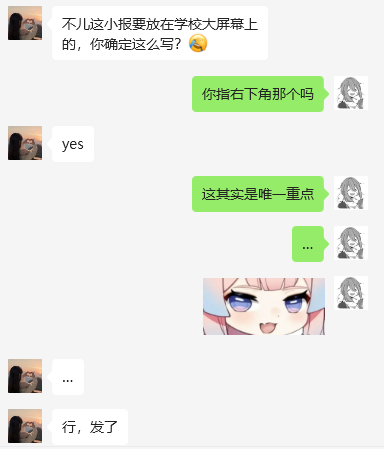 不儿这小报要放在学校大屏幕上
的，你确定这么写？
你指右下角那个吗
yes
这其实是唯一重点
...
...
行，发了